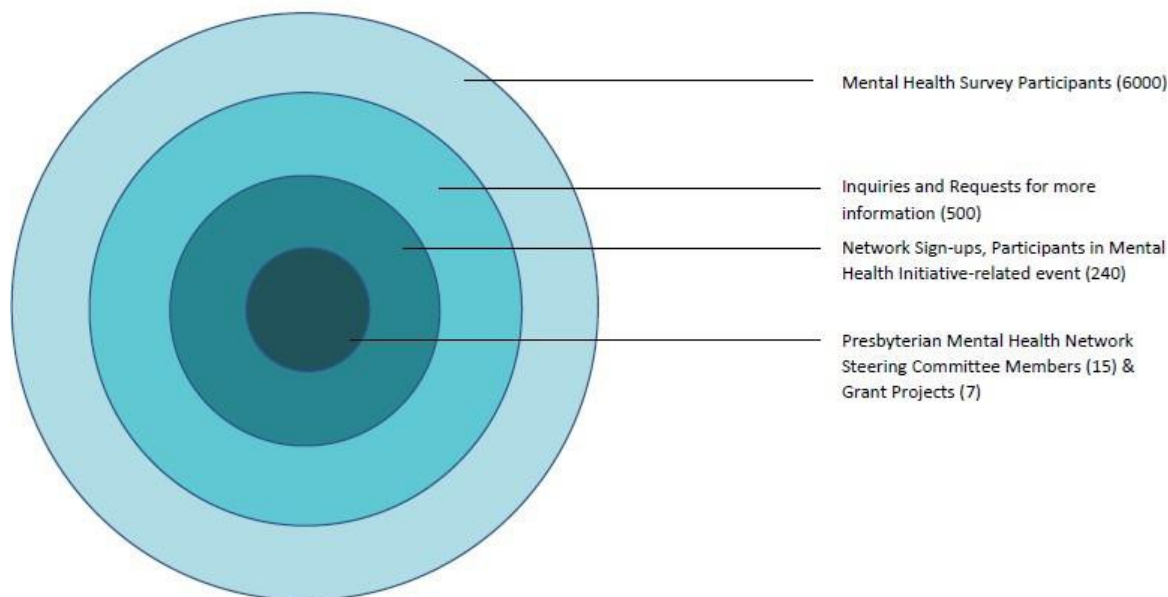 Mental Health Survey Participants (6000)
Inquiries and Requests for more
information (500)
Network Sign-ups, Participants in Mental
Health Initiative-related event (240)
Presbyterian Mental Health Network
Steering Committee Members (15) &
Grant Projects (7)